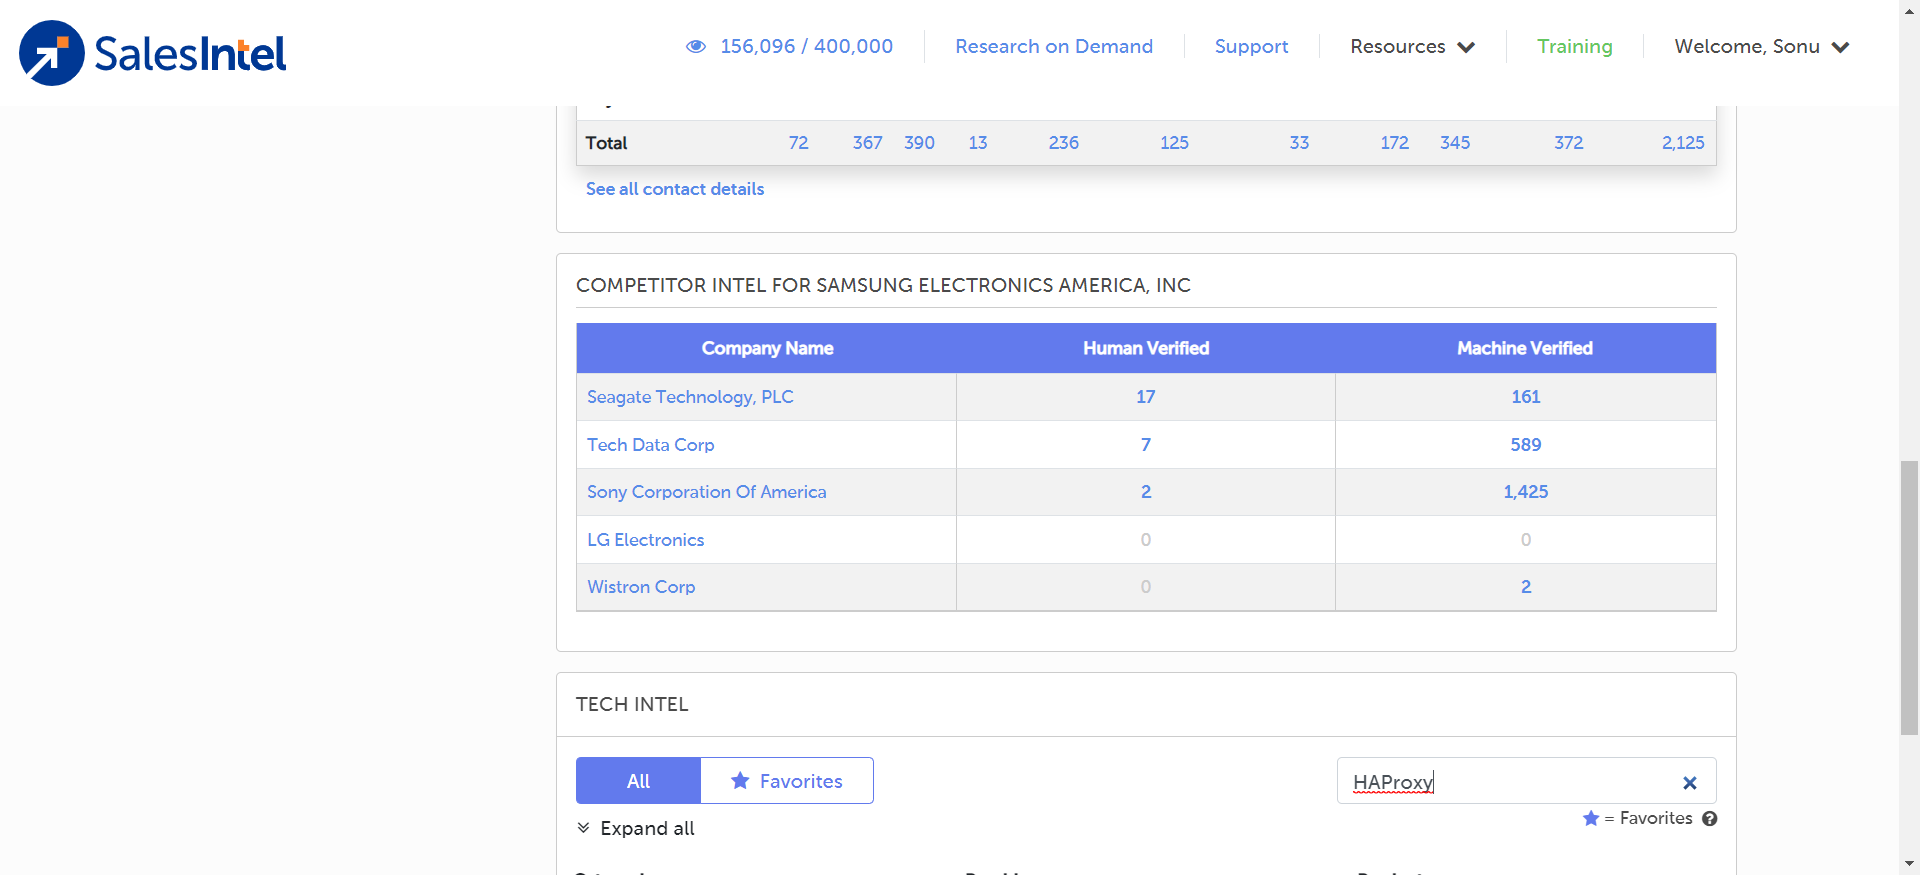 SalesIntel
156,096 / 400,000 Research on Demand Support Resources Training Welcome, Sonu
Total 72 367 390 13 236 125 33 172 345 372 2,125
See all contact details
COMPETITOR INTEL FOR SAMSUNG ELECTRONICS AMERICA, INC
Company Name Human Verified Machine Verified
Seagate Technology, PLC 17 161
Tech Data Corp 7 589
Sony Corporation Of America 2 1,425
LG Electronics 0 0
Wistron Corp 0 2
TECH INTEL
All Favorites HAProxy
= Favorites
Expand all